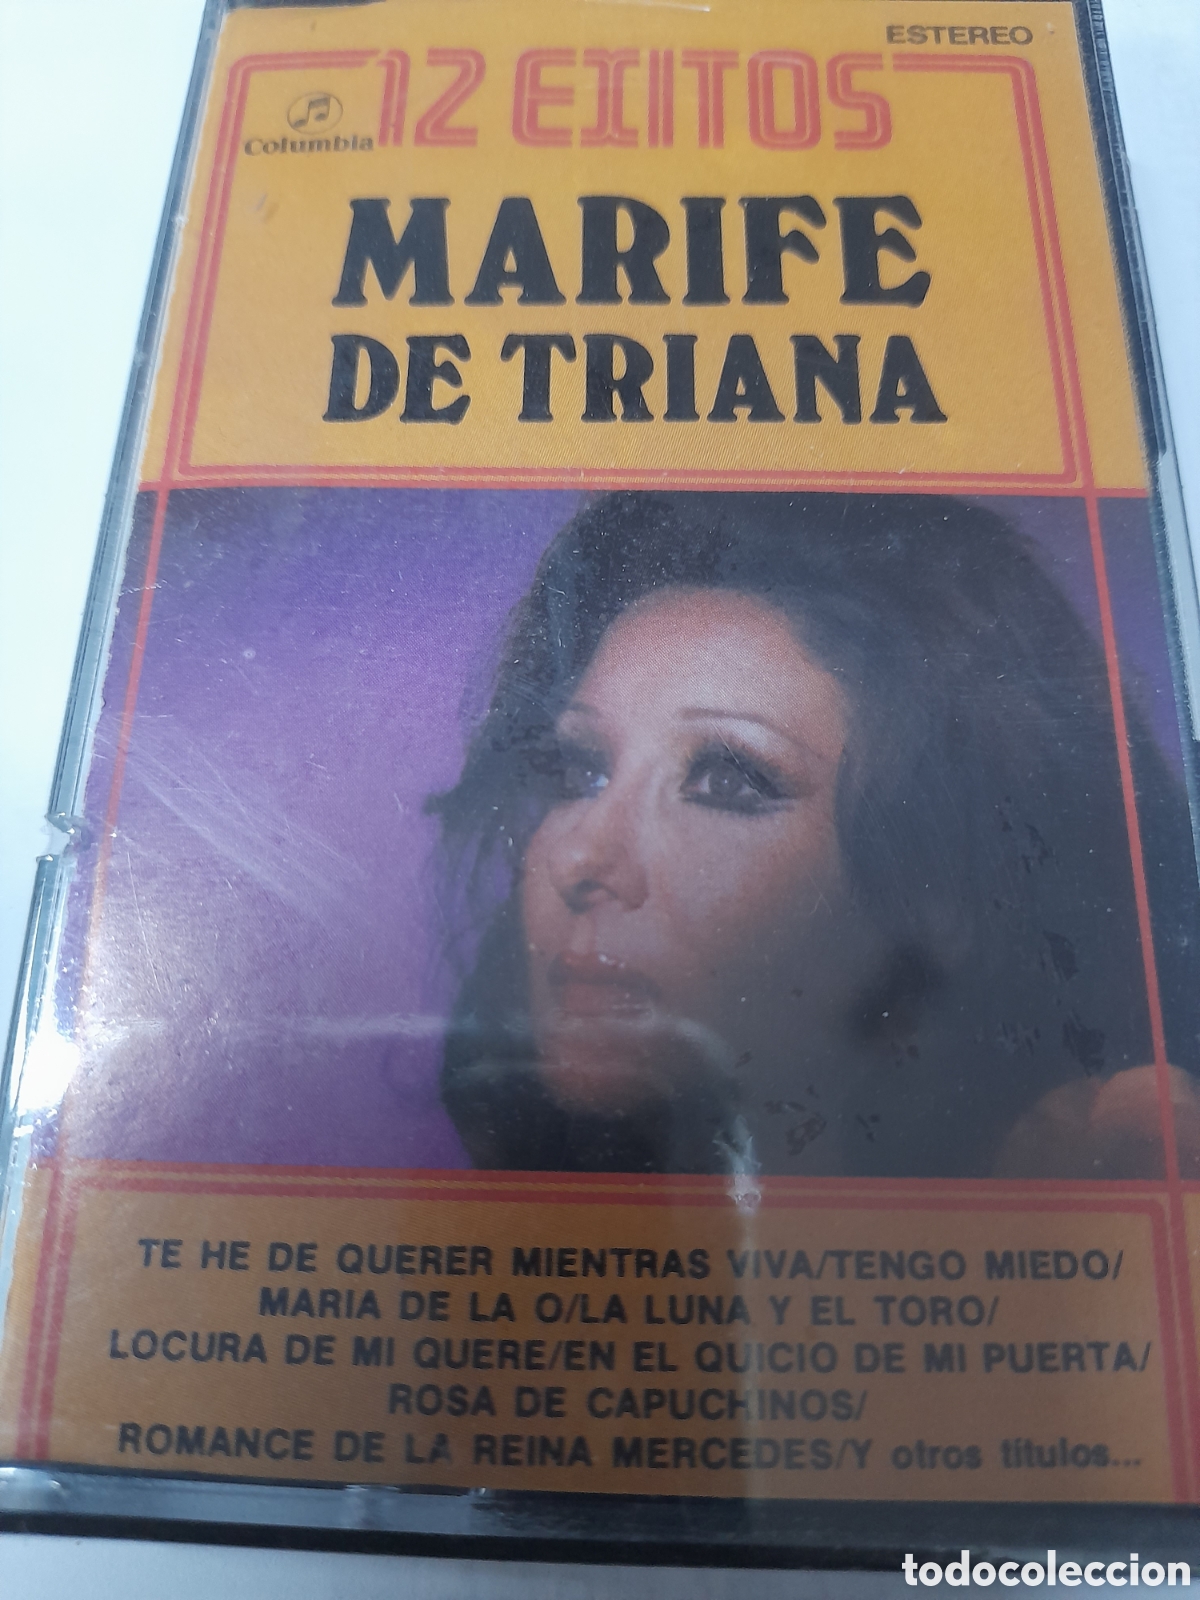 ESTEREO
12 EXITOS
Columbia
MARIFE
DE TRIANA
TE HE DE QUERER MIENTRAS VIVA/TENGO MIEDO/
MARIA DE LA O/LA LUNA Y EL TORO/
LOCURA DE MI QUERE/EN EL QUICIO DE MI PUERTA/
ROSA DE CAPUCHINOS/
ROMANCE DE LA REINA MERCEDES/Y otros títulos...
todocoleccion